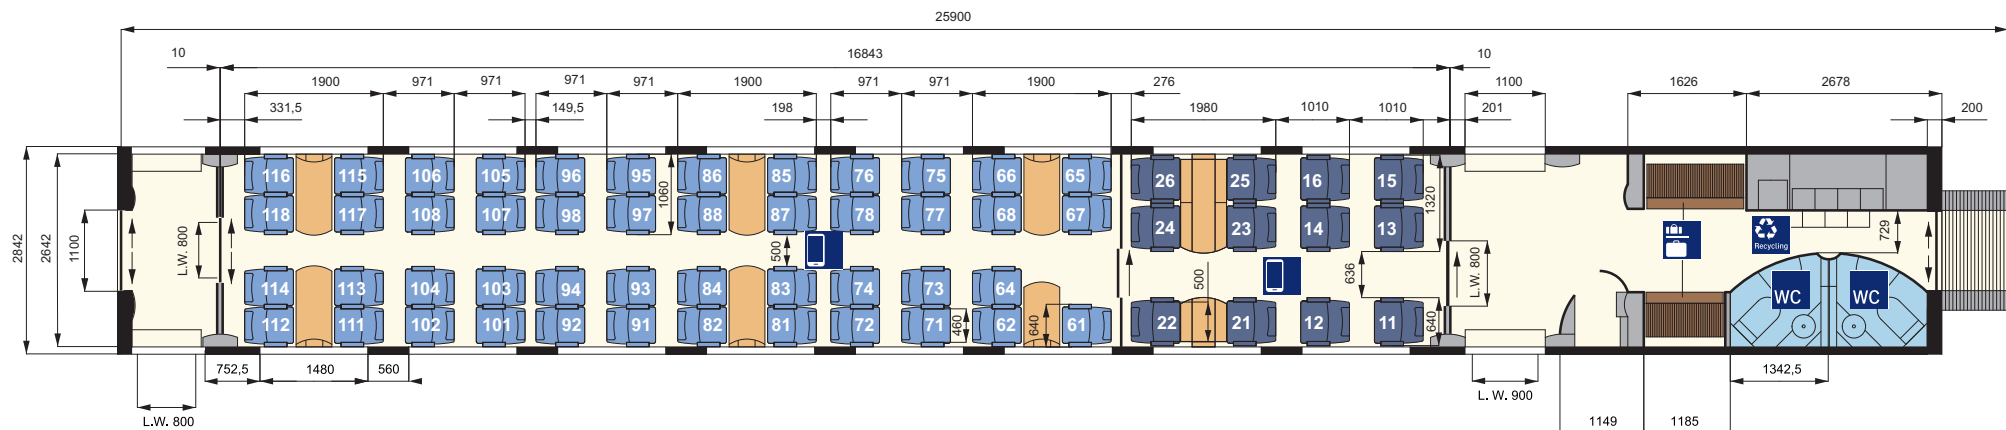 25900
10 16843 10
1900 971 971 971 971 1900 971 971 1900 276 1100 1626 2678
331,5 149,5 198 1980 1010 1010 201 200
116 115 106 105 96 95 86 85 76 75 66 65 26 25 16 15
118 117 108 107 98 97 88 87 78 77 68 67 24 23 14 13
1060 1320
2842 2642 1100 L.W. 800 500 500 636 L.W. 800 Recycling 729
114 113 104 103 94 93 84 83 74 73 64 WC WC
112 111 102 101 92 91 82 81 72 71 62 61 22 21 12 11
460 640 640
752,5 1480 560 1342,5
L.W. 800 L. W. 900 1149 1185